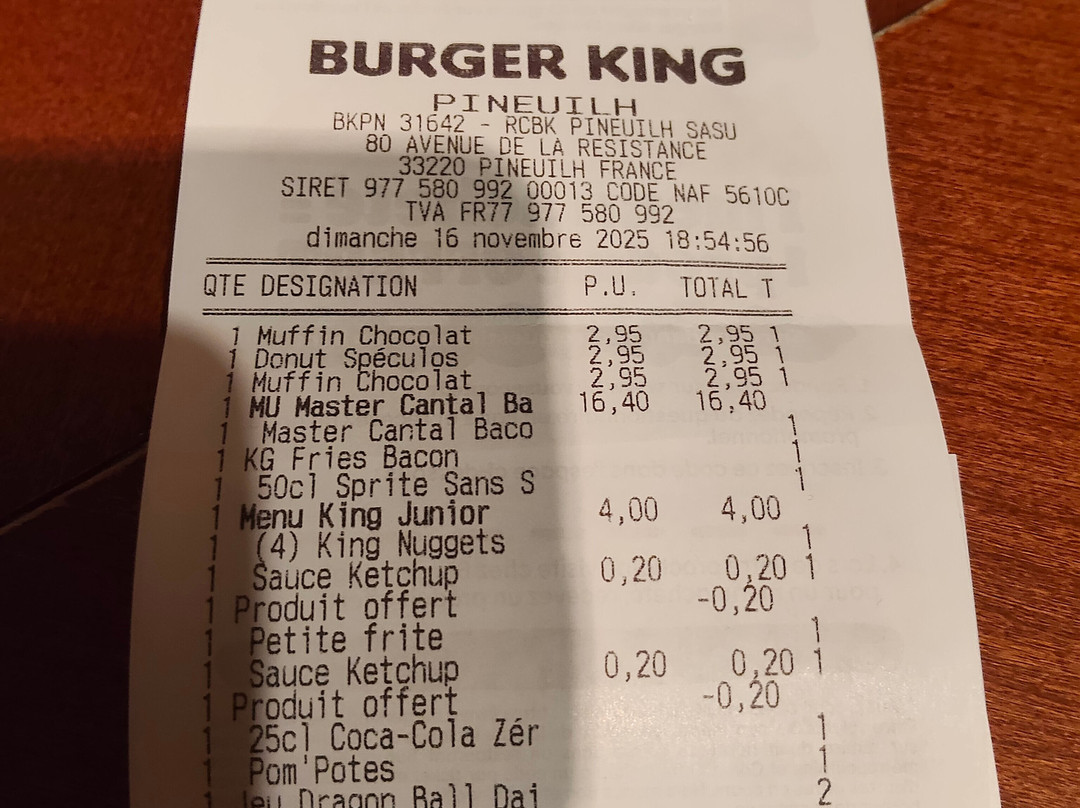 BURGER KING
PINEUILH
BKPN 31642 - RCBK PINEUILH SASU
80 AVENUE DE LA RESISTANCE
33220 PINEUILH FRANCE
SIRET 977 580 992 00013 CODE NAF 5610C
TVA FR77 977 580 992
dimanche 16 novembre 2025 18:54:56
QTE DESIGNATION P.U. TOTAL T
1 Muffin Chocolat 2,95 2,95 1
1 Donut Spéculos 2,95 2,95 1
1 Muffin Chocolat 2,95 2,95 1
1 MU Master Cantal Ba 16,40 16,40
1 Master Cantal Baco 1
1 KG Fries Bacon 1
1 50cl Sprite Sans S 1
1 Menu King Junior 4,00 4,00
1 (4) King Nuggets 1
1 Sauce Ketchup 0,20 0,20 1
1 Produit offert -0,20
1 Petite frite 1
1 Sauce Ketchup 0,20 0,20 1
1 Produit offert -0,20
1 25cl Coca-Cola Zér 1
1 Pom'Potes 1
1 Jeu Dragon Ball Dai 2